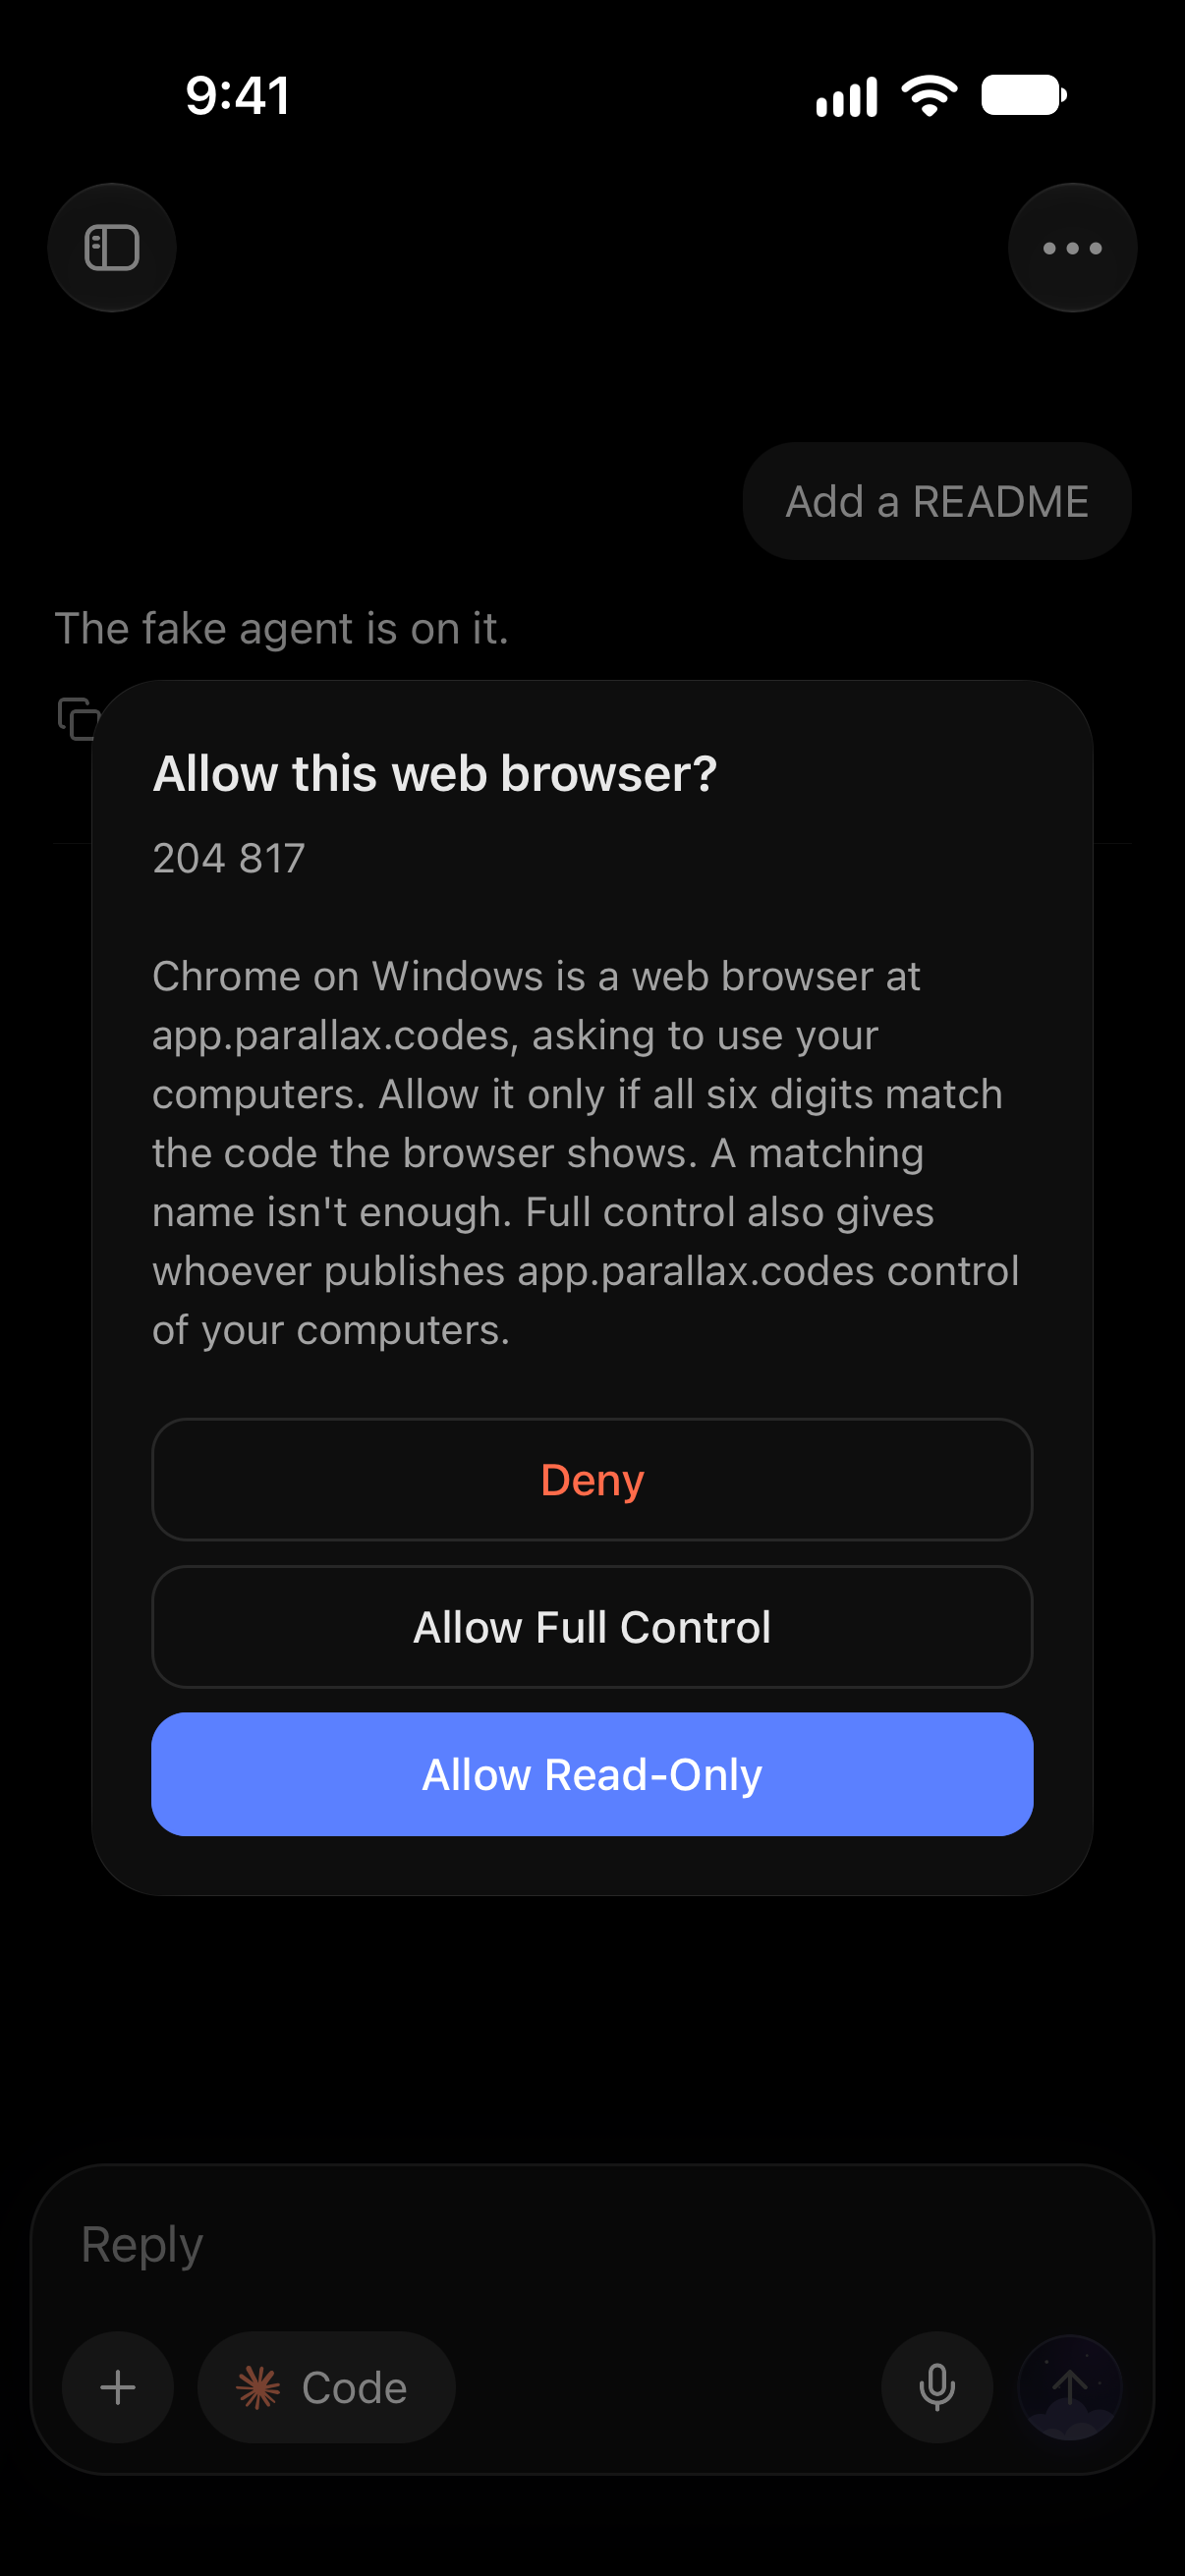 9:41
Add a README
The fake agent is on it.
Allow this web browser?
204 817
Chrome on Windows is a web browser at
app.parallax.codes, asking to use your
computers. Allow it only if all six digits match
the code the browser shows. A matching
name isn't enough. Full control also gives
whoever publishes app.parallax.codes control
of your computers.
Deny
Allow Full Control
Allow Read-Only
Reply
Code